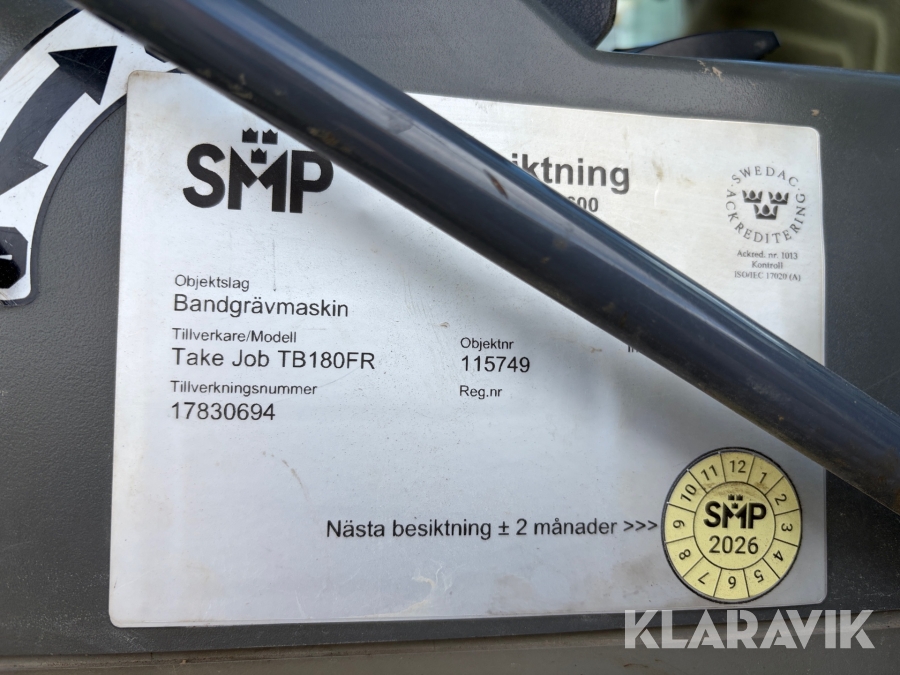 SMP
iktning
600
SWEDAC
ACKREDITERING
Ackred. nr. 1013
Kontroll
ISO/IEC 17020 (A)
Objektslag
Bandgrävmaskin
Tillverkare/Modell
Take Job TB180FR
Objektnr
115749
Tillverkningsnummer
17830694
Reg.nr
Nästa besiktning ± 2 månader >>>
12 1 2 3 4 5 6 7 8 9 10 11
SMP
2026
KLARAVIK